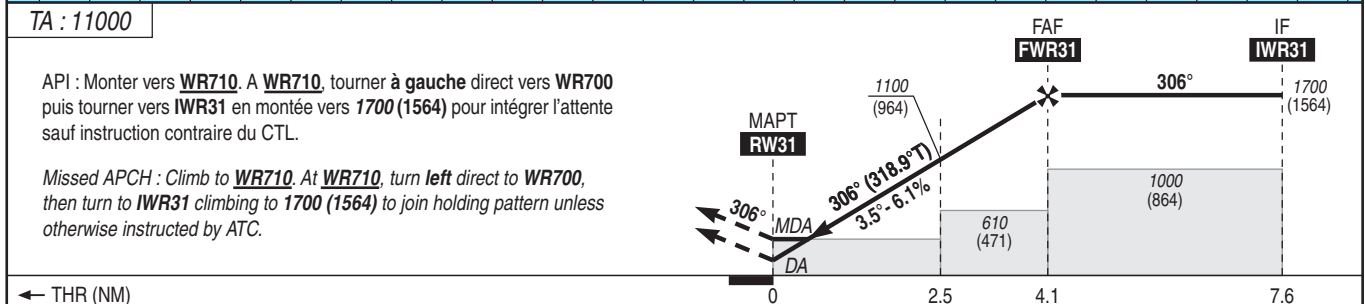 TA : 11000
API : Monter vers WR710. A WR710, tourner à gauche direct vers WR700
puis tourner vers IWR31 en montée vers 1700 (1564) pour intégrer l'attente
sauf instruction contraire du CTL.
Missed APCH : Climb to WR710. At WR710, turn left direct to WR700,
then turn to IWR31 climbing to 1700 (1564) to join holding pattern unless
otherwise instructed by ATC.
MAPT
RW31
306°
MDA
DA
1100
(964)
306° (318.9°T)
3.5°- 6.1%
FAF
FWR31
306°
IF
IWR31
1700
(1564)
610
(471)
1000
(864)
← THR (NM)
0
2.5
4.1
7.6